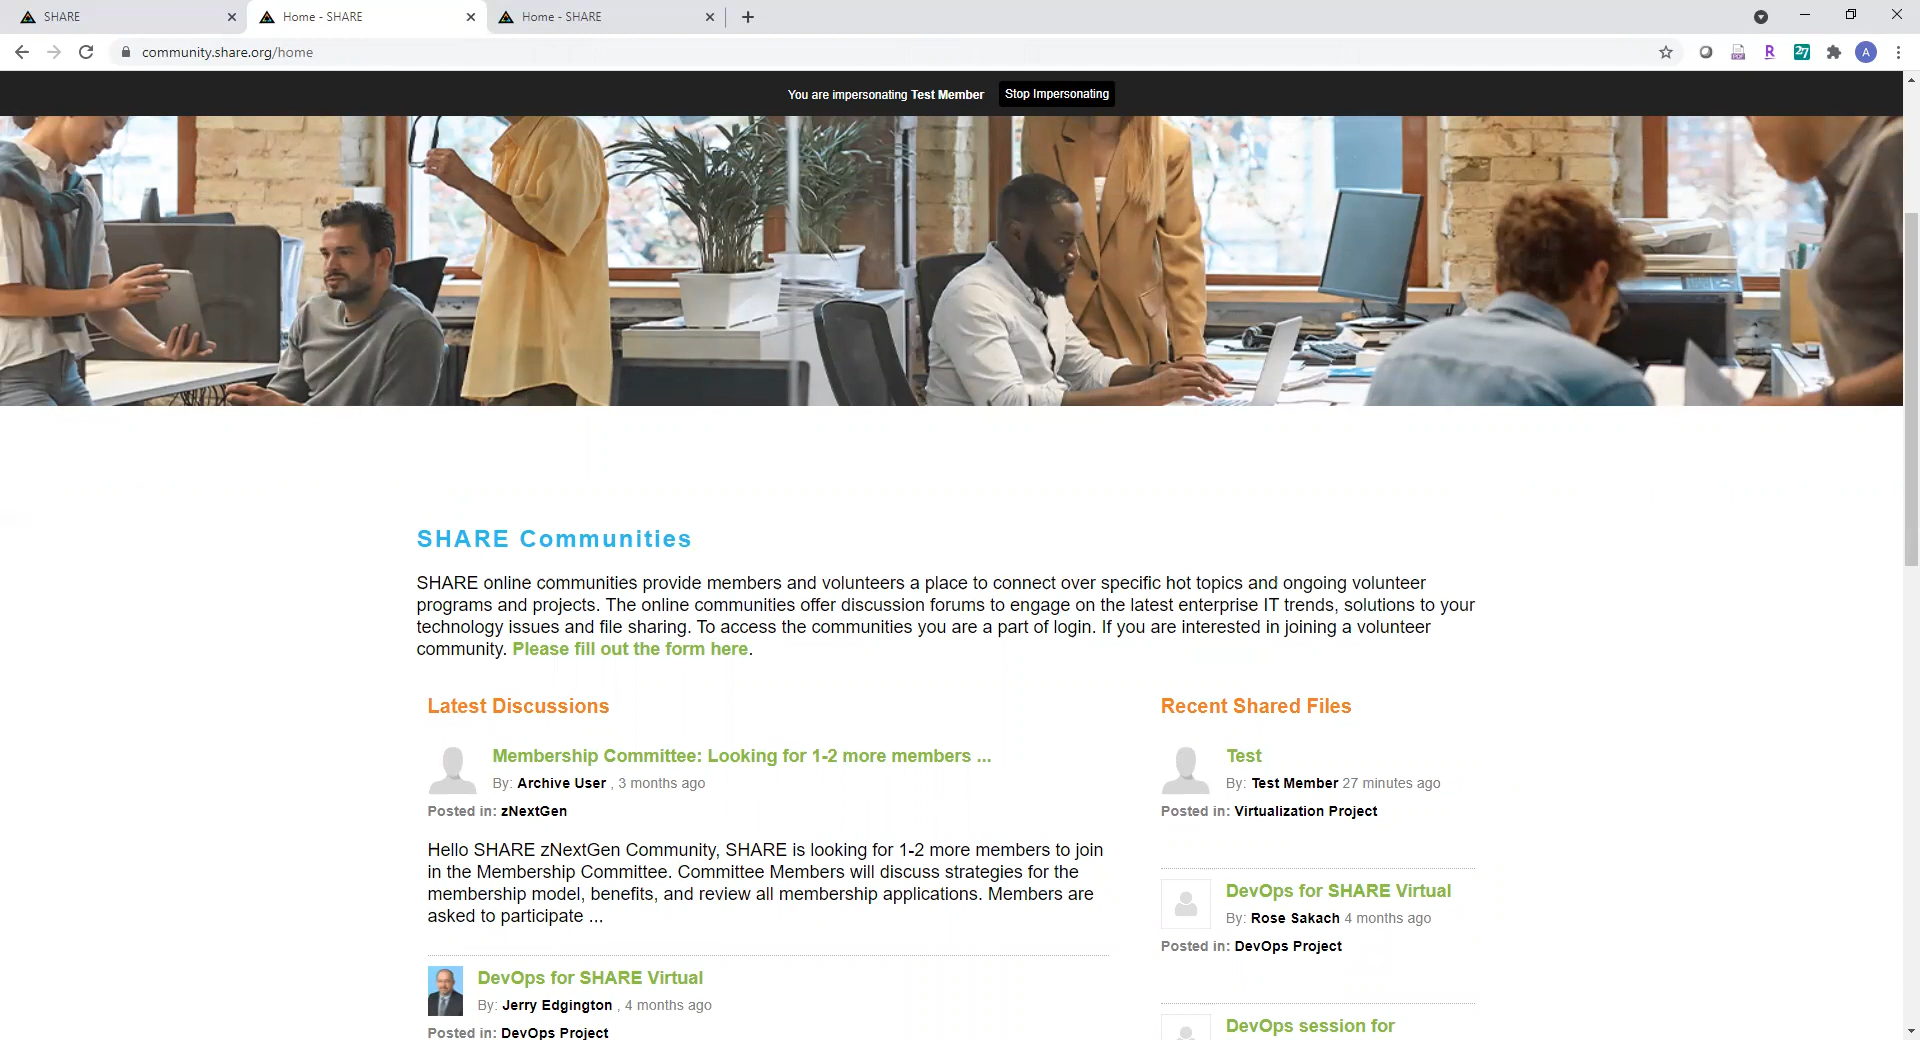 SHARE
Home - SHARE
Home - SHARE
community.share.org/home
R
27
A
You are impersonating Test Member Stop Impersonating
SHARE Communities
SHARE online communities provide members and volunteers a place to connect over specific hot topics and ongoing volunteer
programs and projects. The online communities offer discussion forums to engage on the latest enterprise IT trends, solutions to your
technology issues and file sharing. To access the communities you are a part of login. If you are interested in joining a volunteer
community. Please fill out the form here.
Latest Discussions
Membership Committee: Looking for 1-2 more members ...
By: Archive User , 3 months ago
Posted in: zNextGen
Hello SHARE zNextGen Community, SHARE is looking for 1-2 more members to join
in the Membership Committee. Committee Members will discuss strategies for the
membership model, benefits, and review all membership applications. Members are
asked to participate ...
DevOps for SHARE Virtual
By: Jerry Edgington , 4 months ago
Posted in: DevOps Project
Recent Shared Files
Test
By: Test Member 27 minutes ago
Posted in: Virtualization Project
DevOps for SHARE Virtual
By: Rose Sakach 4 months ago
Posted in: DevOps Project
DevOps session for